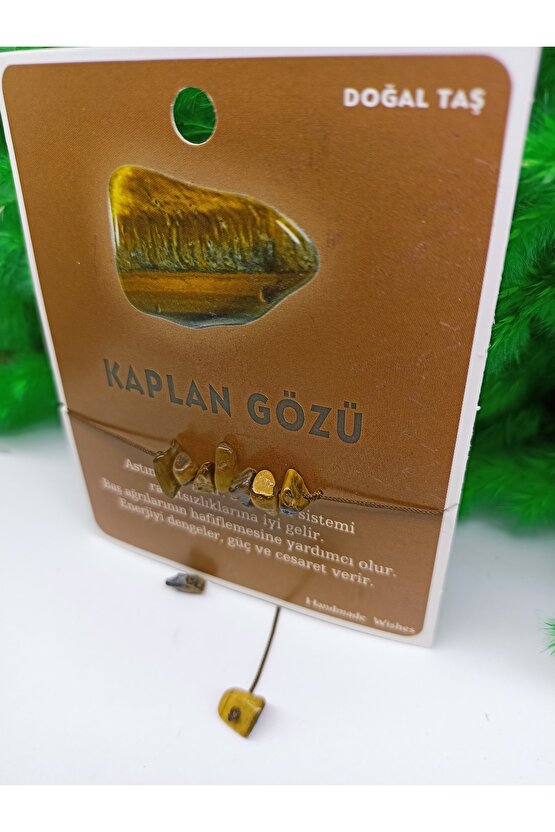 DOĞAL TAŞ
KAPLAN GÖZÜ
sistemi
iyi gelir.
Baş ağrılarının hafiflemesine yardımcı olur.
Enerjiyi dengeler, güç ve cesaret verir.
Handmade Wishes